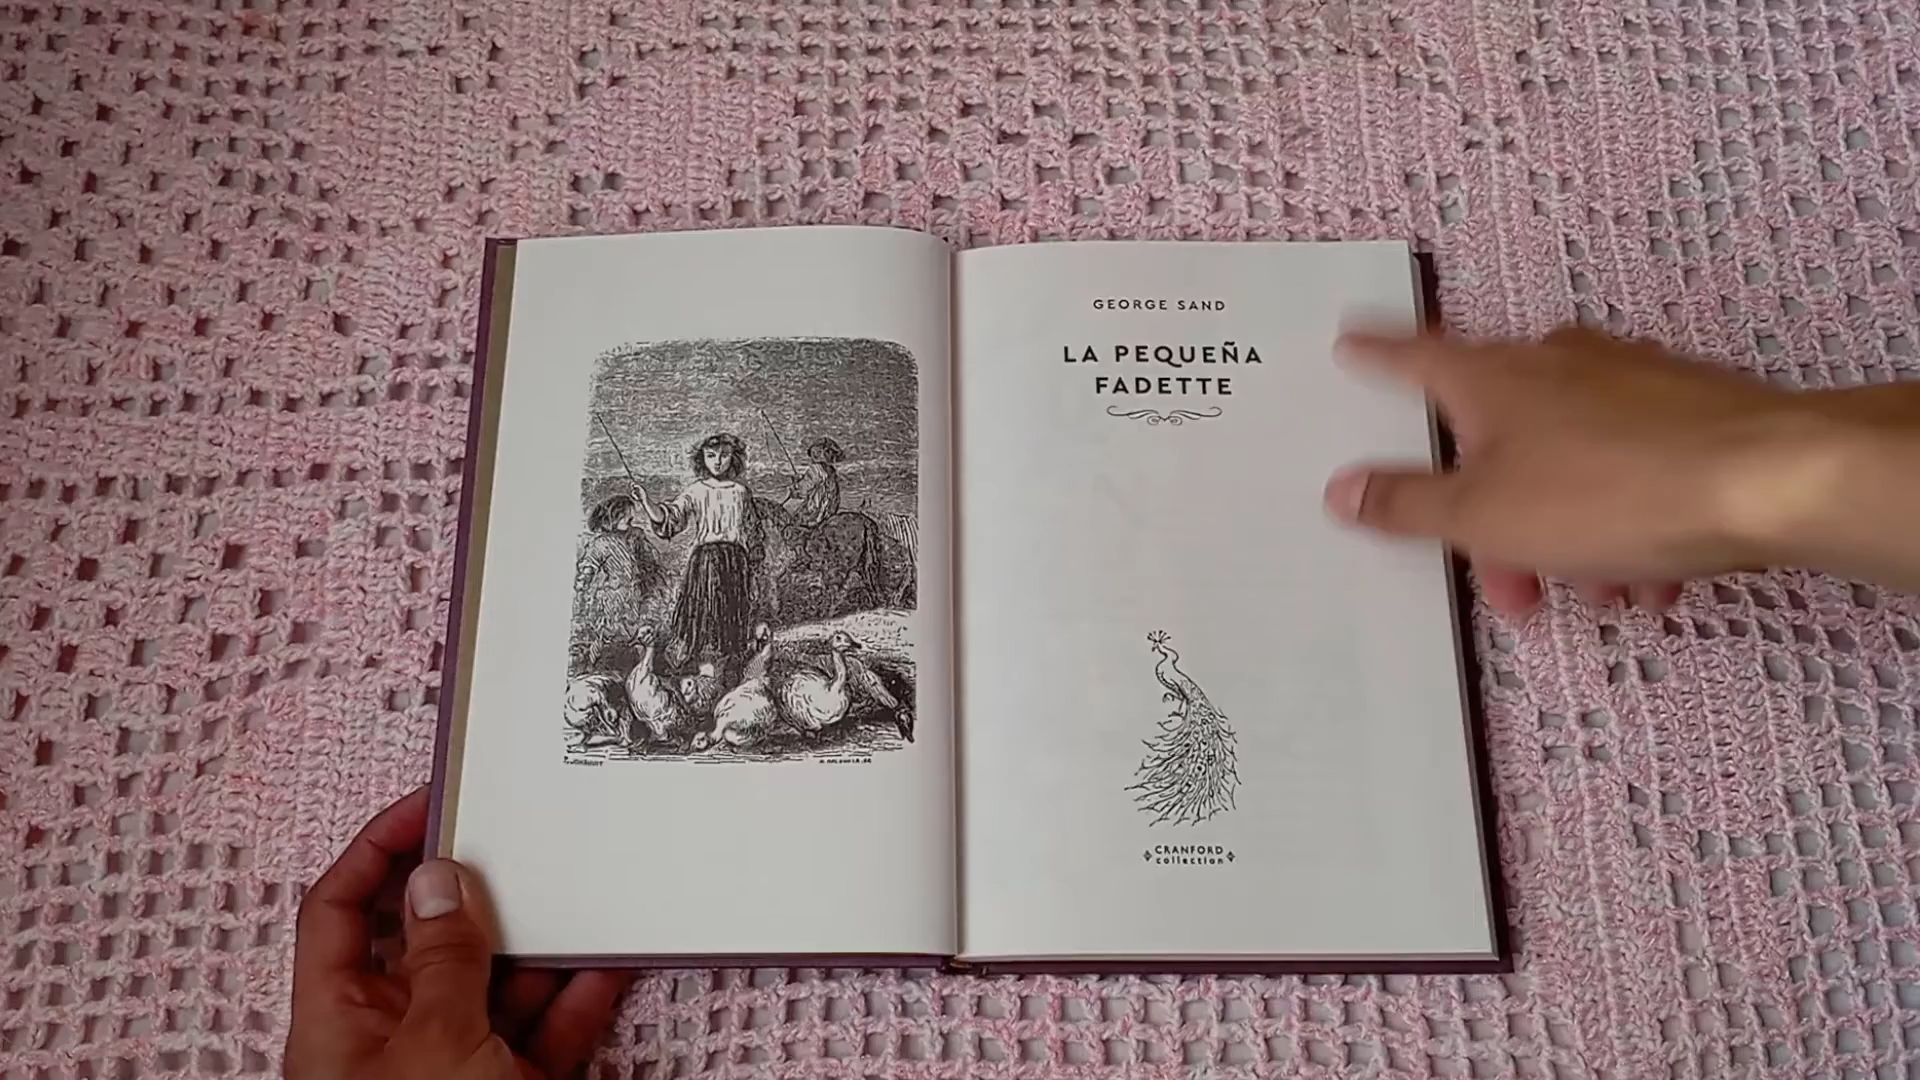 GEORGE SAND
LA PEQUEÑA
FADETTE
CRANFORD
collection